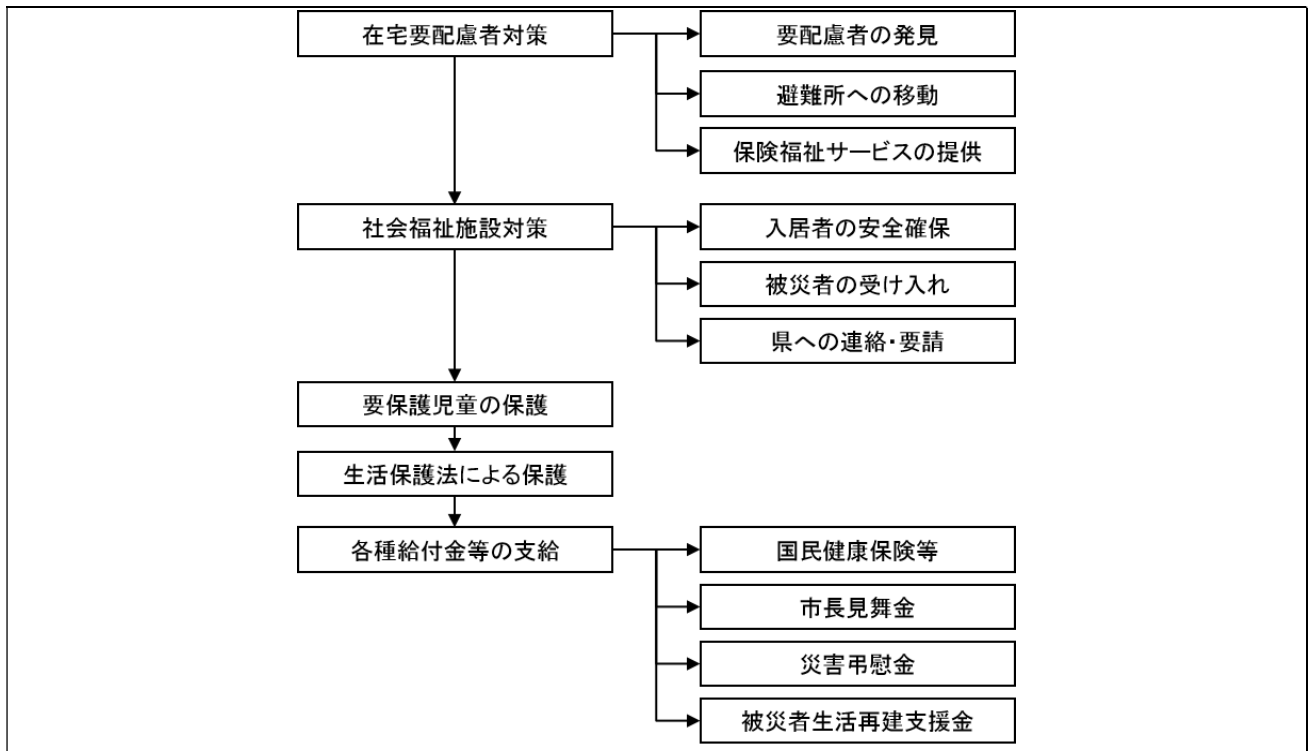 在宅要配慮者対策
要配慮者の発見
避難所への移動
保険福祉サービスの提供
社会福祉施設対策
入居者の安全確保
被災者の受け入れ
県への連絡・要請
要保護児童の保護
生活保護法による保護
各種給付金等の支給
国民健康保険等
市長見舞金
災害弔慰金
被災者生活再建支援金